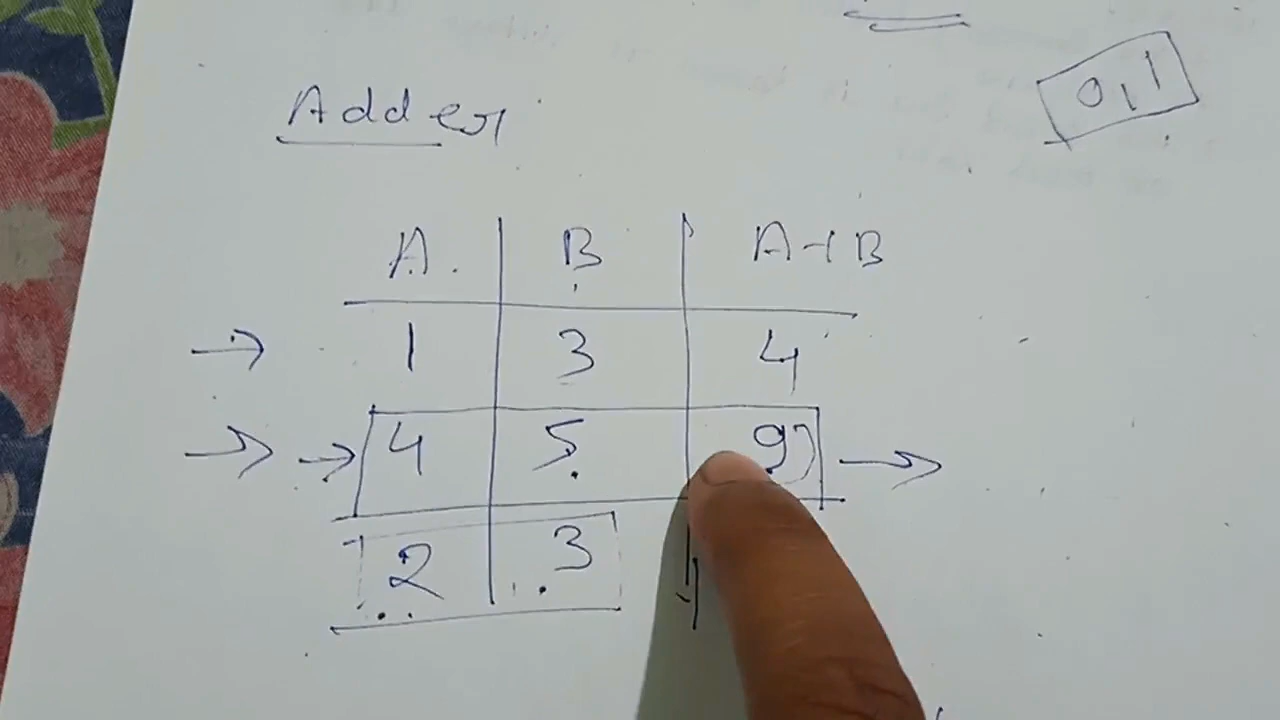 0,1
Adder
A. B A+B
→ 1 3 4
→ → 4 5 9 →
2 3